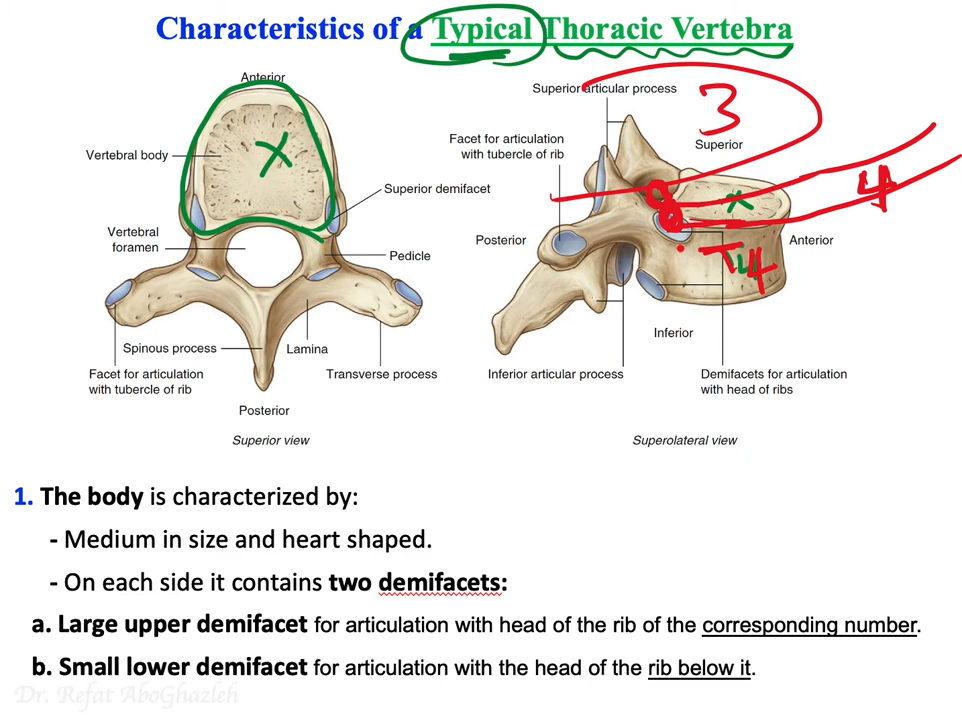 Characteristics of a Typical Thoracic Vertebra
Anterior
Vertebral body
Superior demifacet
Vertebral
foramen
Pedicle
Spinous process
Lamina
Facet for articulation
with tubercle of rib
Transverse process
Posterior
Superior view
Superior articular process
3
Facet for articulation
with tubercle of rib
Superior
4
Posterior
Anterior
T4
Inferior
Inferior articular process
Demifacets for articulation
with head of ribs
Superolateral view
1. The body is characterized by:
- Medium in size and heart shaped.
- On each side it contains two demifacets:
a. Large upper demifacet for articulation with head of the rib of the corresponding number.
b. Small lower demifacet for articulation with the head of the rib below it.
Dr. Refat AboGhazleh